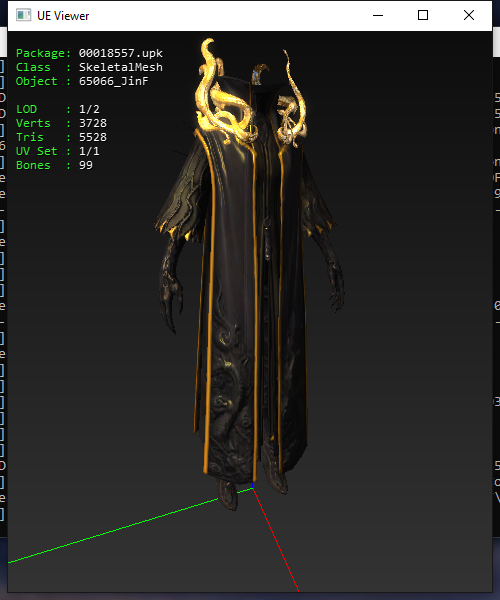 UE Viewer
Package: 00018557.upk
Class : SkeletalMesh
Object : 65066_JinF
LOD : 1/2
Verts : 3728
Tris : 5528
UV Set : 1/1
Bones : 99